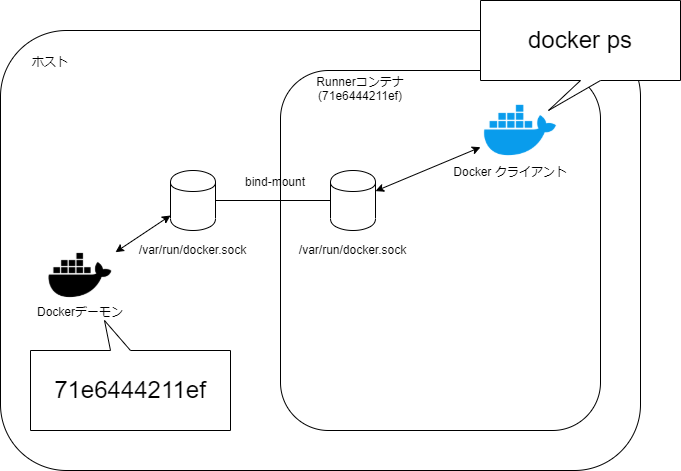 docker ps
ホスト
Runnerコンテナ
(71e6444211ef)
Docker クライアント
bind-mount
/var/run/docker.sock
/var/run/docker.sock
Dockerデーモン
71e6444211ef